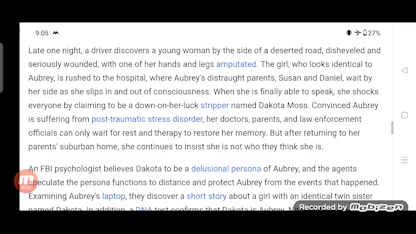 9:05
27%
Late one night, a driver discovers a young woman by the side of a deserted road, disheveled and
seriously wounded, with one of her hands and legs amputated. The girl, who looks identical to
Aubrey, is rushed to the hospital, where Aubrey's distraught parents, Susan and Daniel, wait by
her side as she slips in and out of consciousness. When she is finally able to speak, she shocks
everyone by claiming to be a down-on-her-luck stripper named Dakota Moss. Convinced Aubrey
is suffering from post-traumatic stress disorder, her doctors, parents, and law enforcement
officials can only wait for rest and therapy to restore her memory. But after returning to her
parents' suburban home, she continues to insist she is not who they think she is.
An FBI psychologist believes Dakota to be a delusional persona of Aubrey, and the agents
speculate the persona functions to distance and protect Aubrey from the events that happened.
Examining Aubrey's laptop, they discover a short story about a girl with an identical twin sister
named Dakota. In addition, a DNA test confirms that Dakota is Aubrey.
Recorded by Mobizen